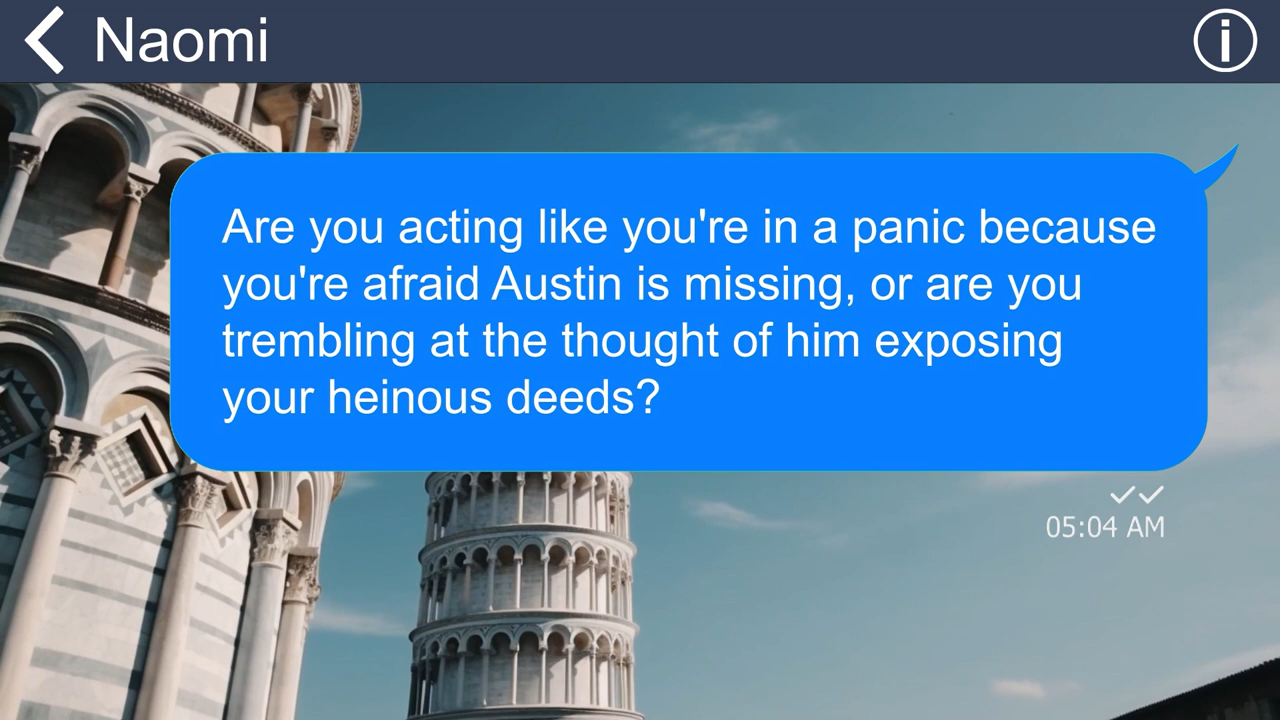 Naomi
Are you acting like you're in a panic because
you're afraid Austin is missing, or are you
trembling at the thought of him exposing
your heinous deeds?
05:04 AM